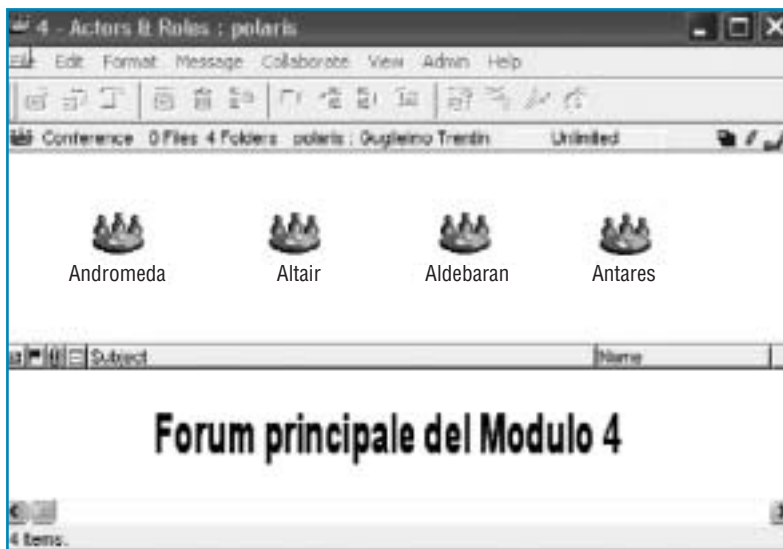 4 - Actors & Roles : polaris
Edit Format Message Collaborate View Admin Help
Conference 0 Files 4 Folders polaris : Guglielmo Trentin Unlimited
Andromeda Altair Aldebaran Antares
Subject Name
Forum principale del Modulo 4
4 Items.